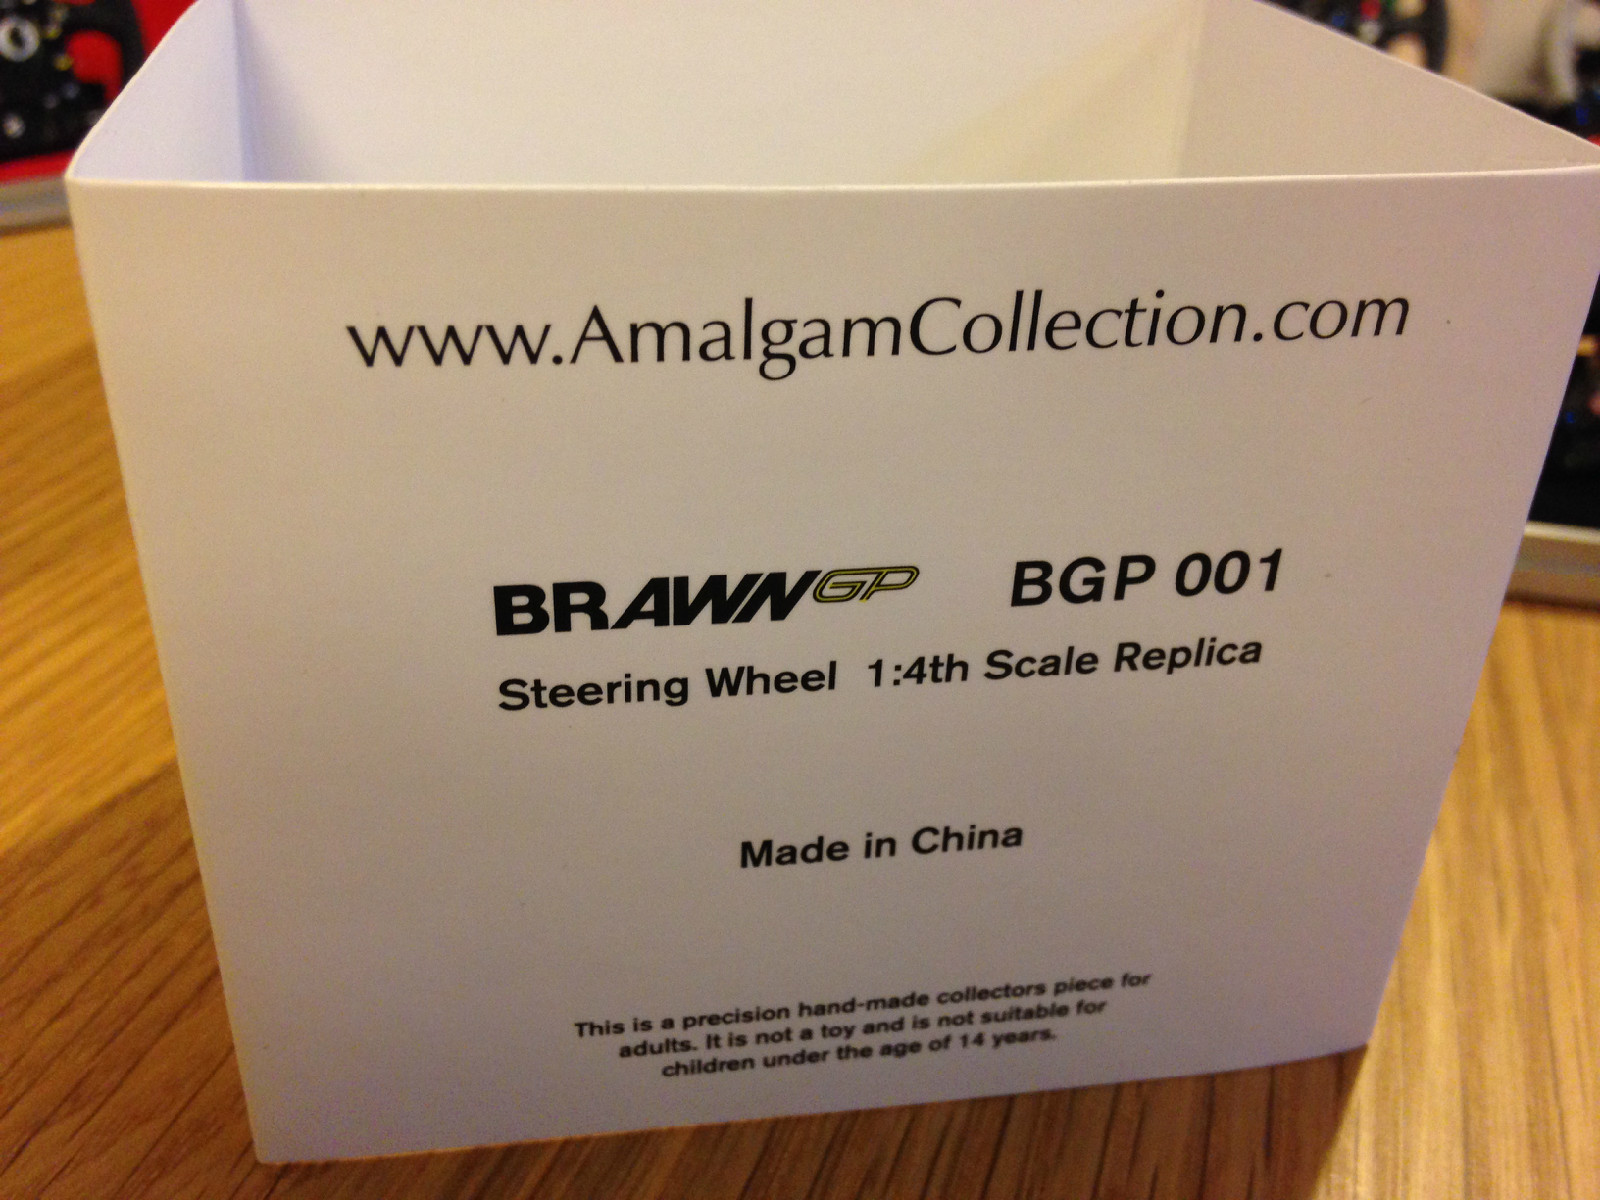 www.AmalgamCollection.com
BRAWNGP BGP 001
Steering Wheel 1:4th Scale Replica
Made in China
This is a precision hand-made collectors piece for
adults. It is not a toy and is not suitable for
children under the age of 14 years.